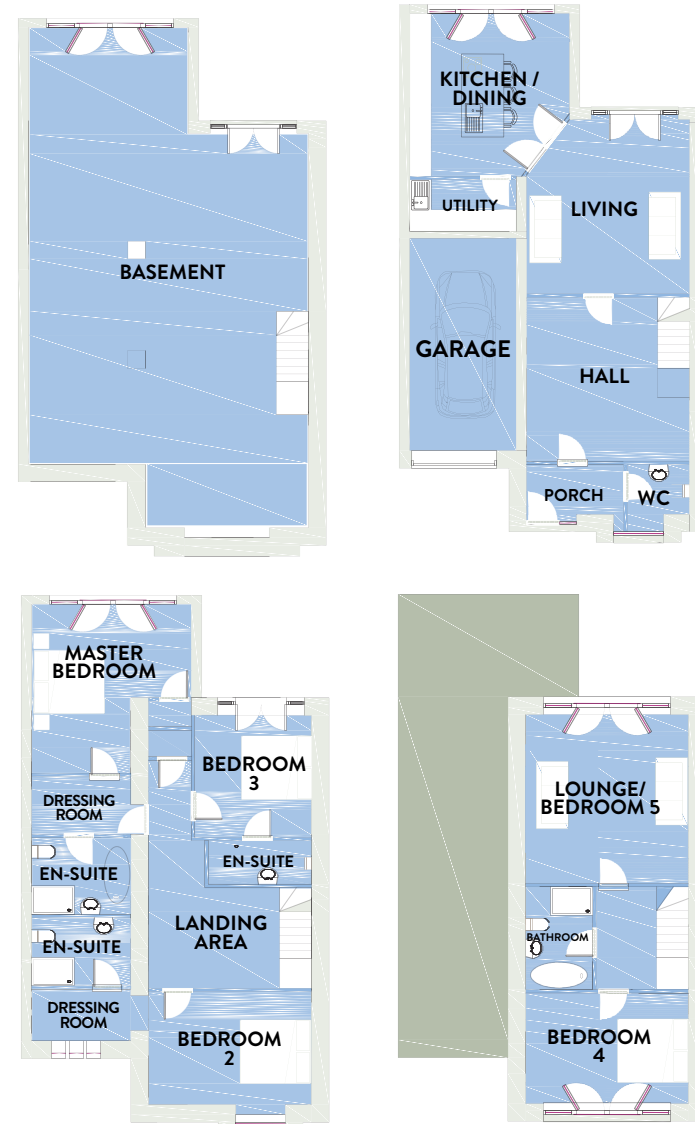 BASEMENT
KITCHEN /
DINING
UTILITY
LIVING
GARAGE
HALL
PORCH
WC
MASTER
BEDROOM
BEDROOM
3
DRESSING
ROOM
EN-SUITE
EN-SUITE
LANDING
AREA
EN-SUITE
DRESSING
ROOM
BEDROOM
2
LOUNGE/
BEDROOM 5
BATHROOM
BEDROOM
4